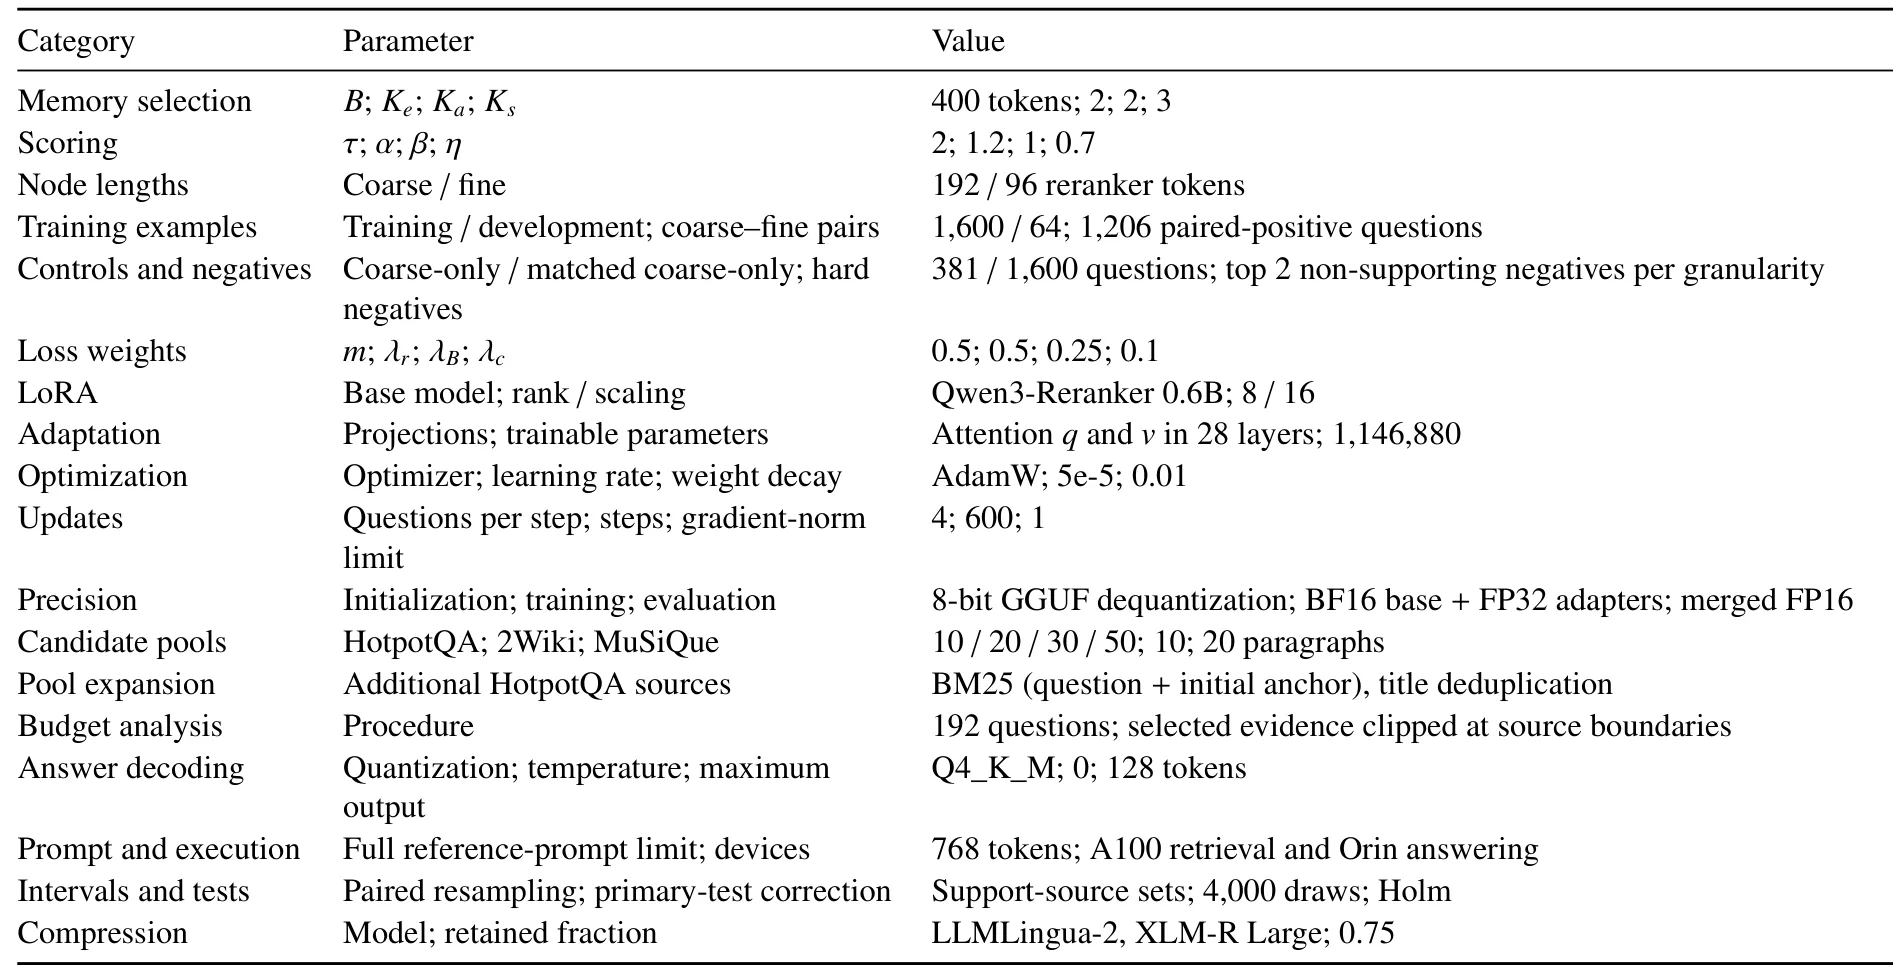 Category Parameter Value
Memory selection B; Kₑ; Kₐ; Kₛ 400 tokens; 2; 2; 3
Scoring τ; α; β; η 2; 1.2; 1; 0.7
Node lengths Coarse / fine 192 / 96 reranker tokens
Training examples Training / development; coarse–fine pairs 1,600 / 64; 1,206 paired-positive questions
Controls and negatives Coarse-only / matched coarse-only; hard 381 / 1,600 questions; top 2 non-supporting negatives per granularity
negatives
Loss weights m; λ_r; λ_B; λ_c 0.5; 0.5; 0.25; 0.1
LoRA Base model; rank / scaling Qwen3-Reranker 0.6B; 8 / 16
Adaptation Projections; trainable parameters Attention q and v in 28 layers; 1,146,880
Optimization Optimizer; learning rate; weight decay AdamW; 5e-5; 0.01
Updates Questions per step; steps; gradient-norm 4; 600; 1
limit
Precision Initialization; training; evaluation 8-bit GGUF dequantization; BF16 base + FP32 adapters; merged FP16
Candidate pools HotpotQA; 2Wiki; MuSiQue 10 / 20 / 30 / 50; 10; 20 paragraphs
Pool expansion Additional HotpotQA sources BM25 (question + initial anchor), title deduplication
Budget analysis Procedure 192 questions; selected evidence clipped at source boundaries
Answer decoding Quantization; temperature; maximum Q4_K_M; 0; 128 tokens
output
Prompt and execution Full reference-prompt limit; devices 768 tokens; A100 retrieval and Orin answering
Intervals and tests Paired resampling; primary-test correction Support-source sets; 4,000 draws; Holm
Compression Model; retained fraction LLMLingua-2, XLM-R Large; 0.75